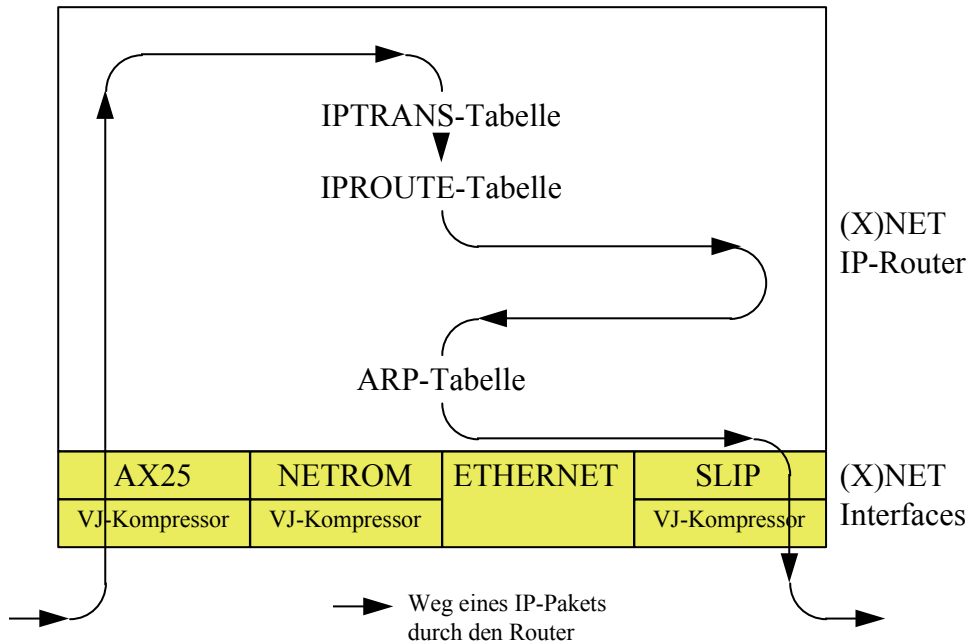 IPTRANS-Tabelle
IPROUTE-Tabelle
(X)NET
IP-Router
ARP-Tabelle
AX25
NETROM
ETHERNET
SLIP
VJ-Kompressor
VJ-Kompressor
VJ-Kompressor
(X)NET
Interfaces
Weg eines IP-Pakets
durch den Router